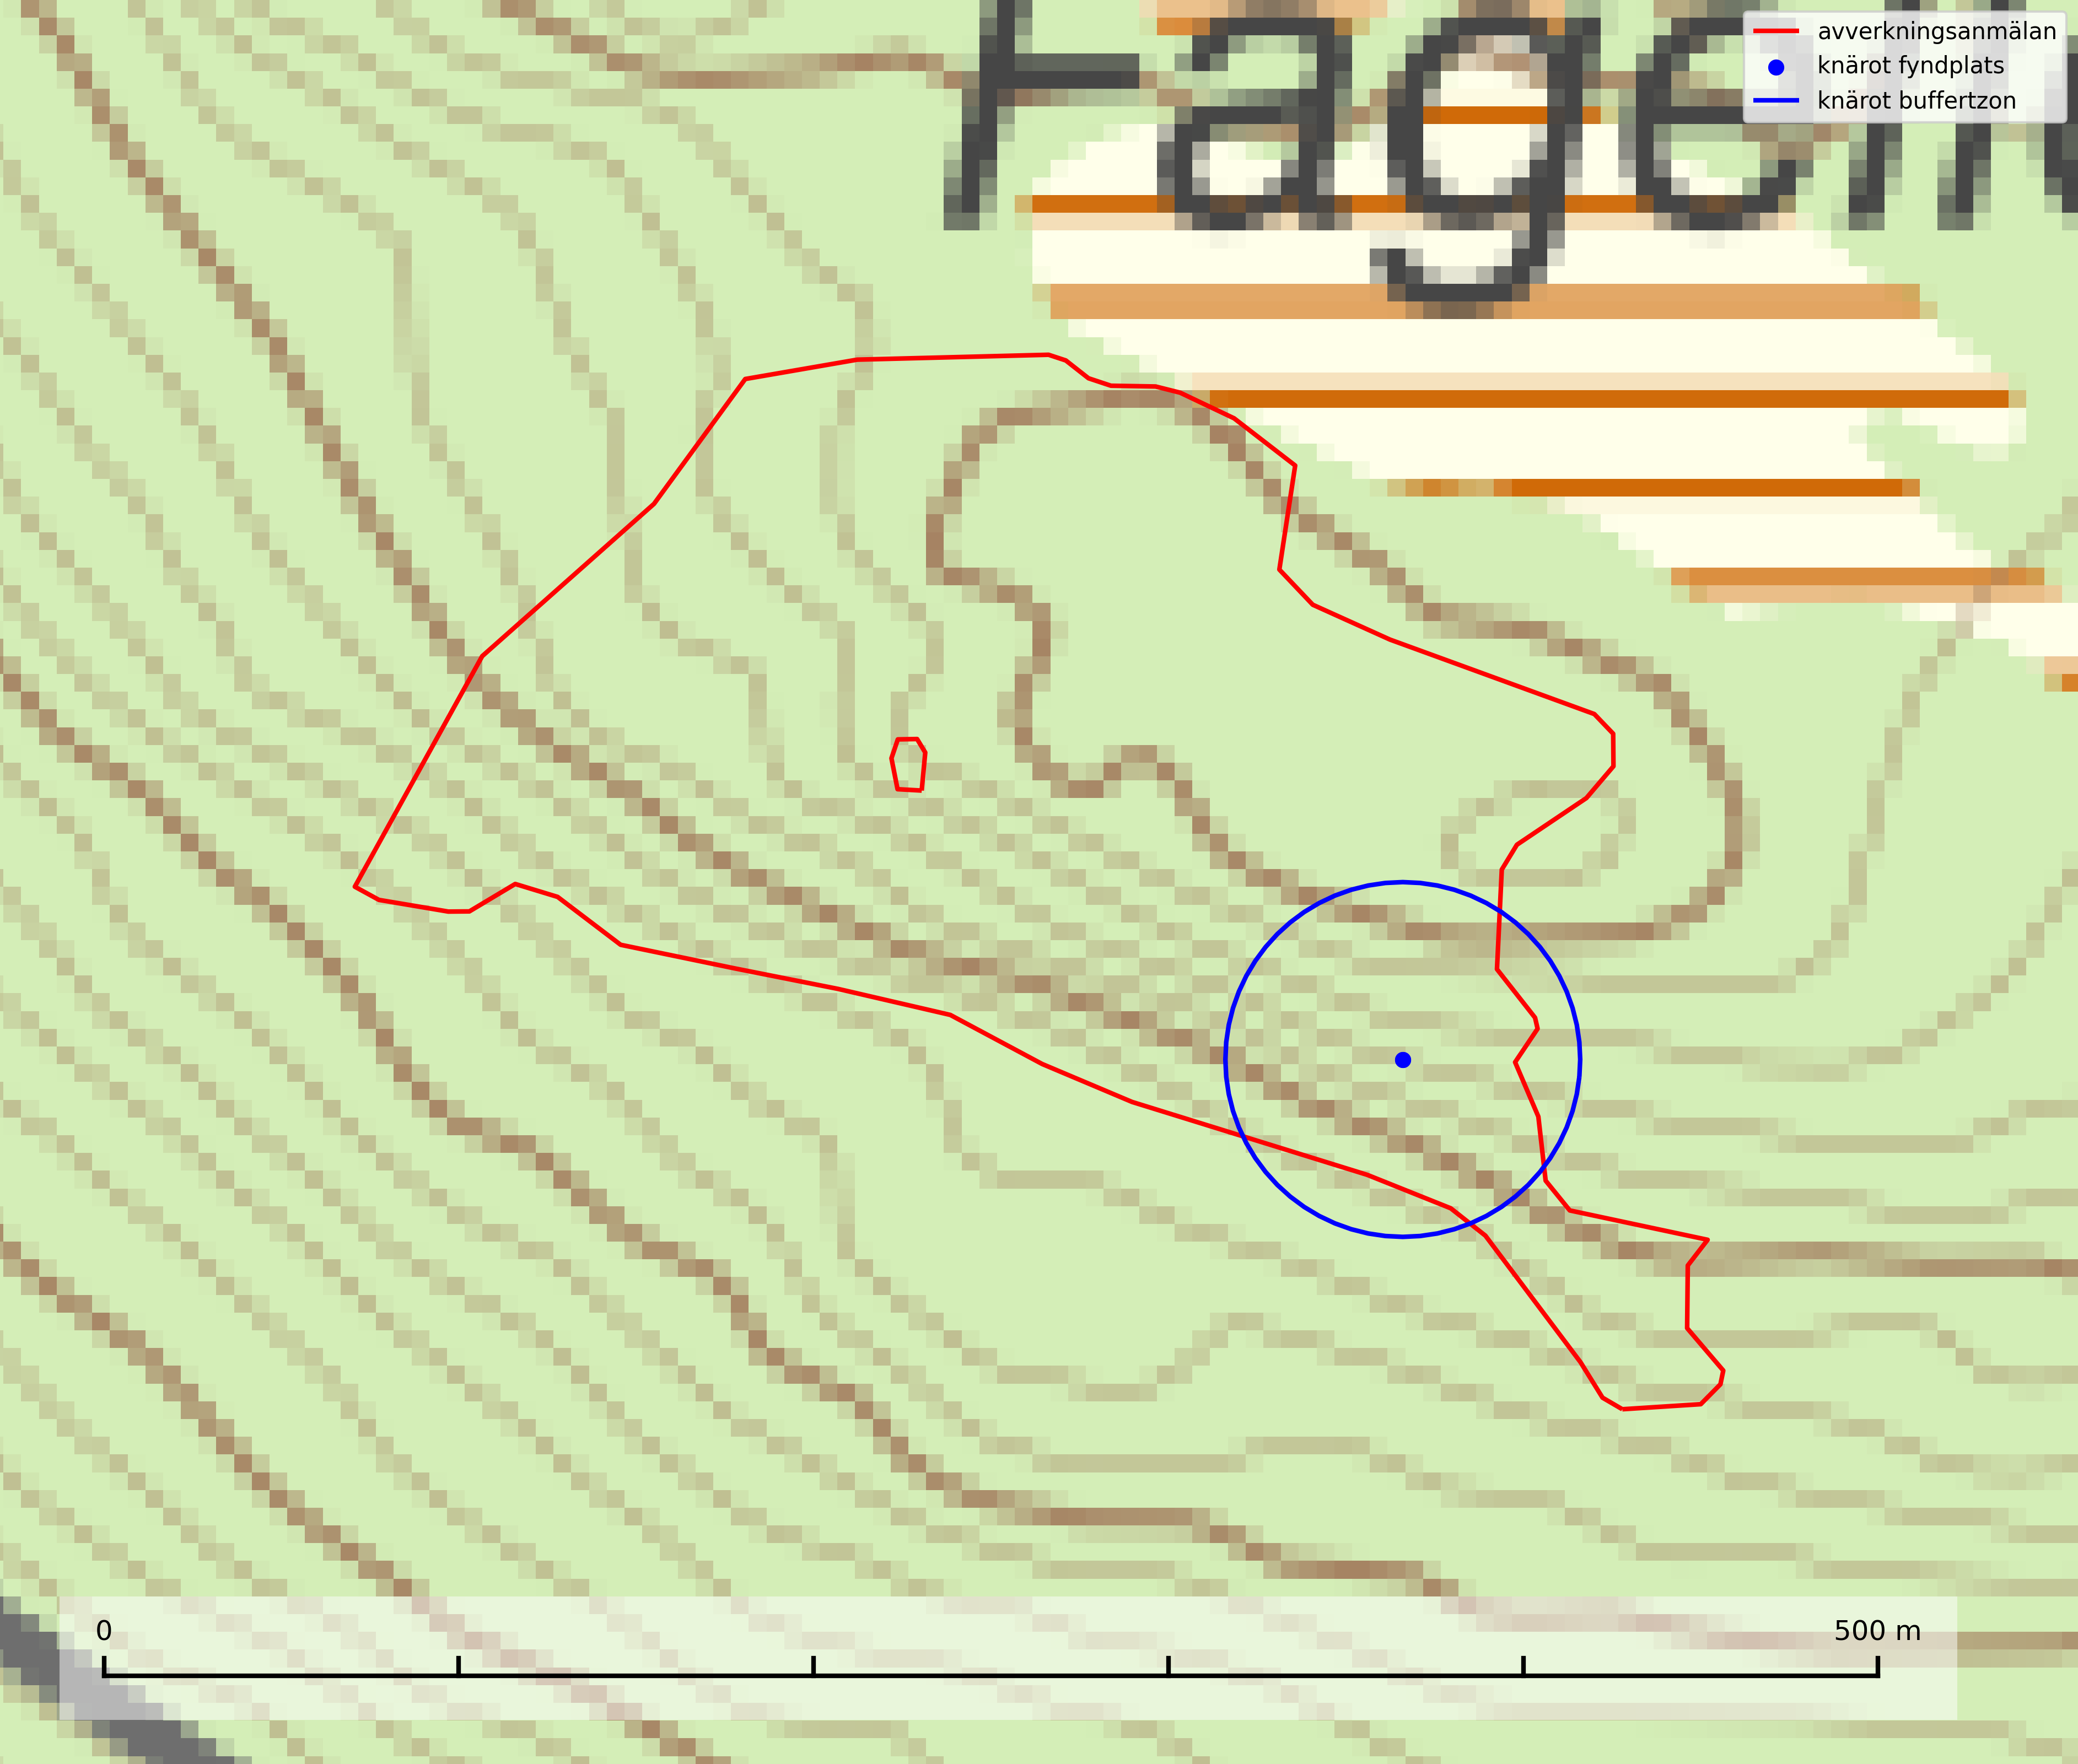 avverkningsanmälan
knärot fyndplats
knärot buffertzon
0
500 m